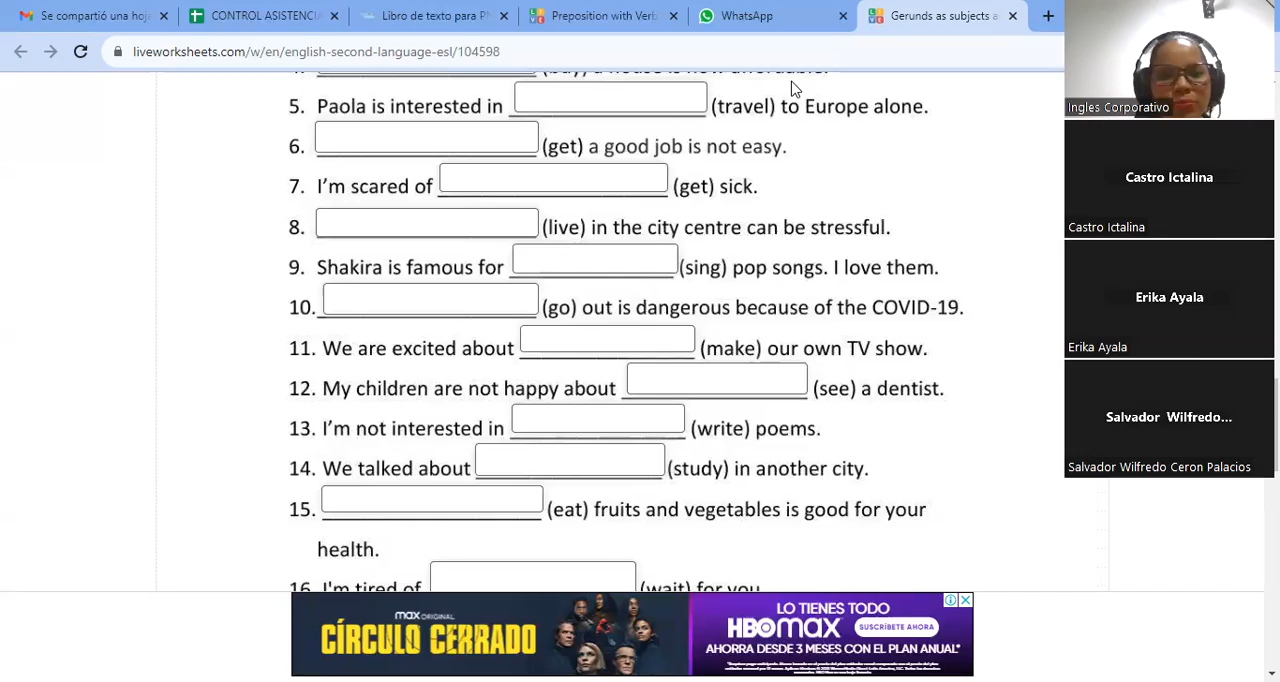 Se compartió una hoja
CONTROL ASISTENCIA
Libro de texto para P
Preposition with Verb
WhatsApp
Gerunds as subjects a
liveworksheets.com/w/en/english-second-language-esl/104598
5. Paola is interested in (travel) to Europe alone.
6. (get) a good job is not easy.
7. I'm scared of (get) sick.
8. (live) in the city centre can be stressful.
9. Shakira is famous for (sing) pop songs. I love them.
10. (go) out is dangerous because of the COVID-19.
11. We are excited about (make) our own TV show.
12. My children are not happy about (see) a dentist.
13. I'm not interested in (write) poems.
14. We talked about (study) in another city.
15. (eat) fruits and vegetables is good for your
health.
16. I'm tired of (wait) for you
max ORIGINAL
CÍRCULO CERRADO
LO TIENES TODO
HBOmax
SUSCRÍBETE AHORA
AHORRA DESDE 3 MESES CON EL PLAN ANUAL*
Ingles Corporativo
Castro Ictalina
Castro Ictalina
Erika Ayala
Erika Ayala
Salvador Wilfredo...
Salvador Wilfredo Ceron Palacios